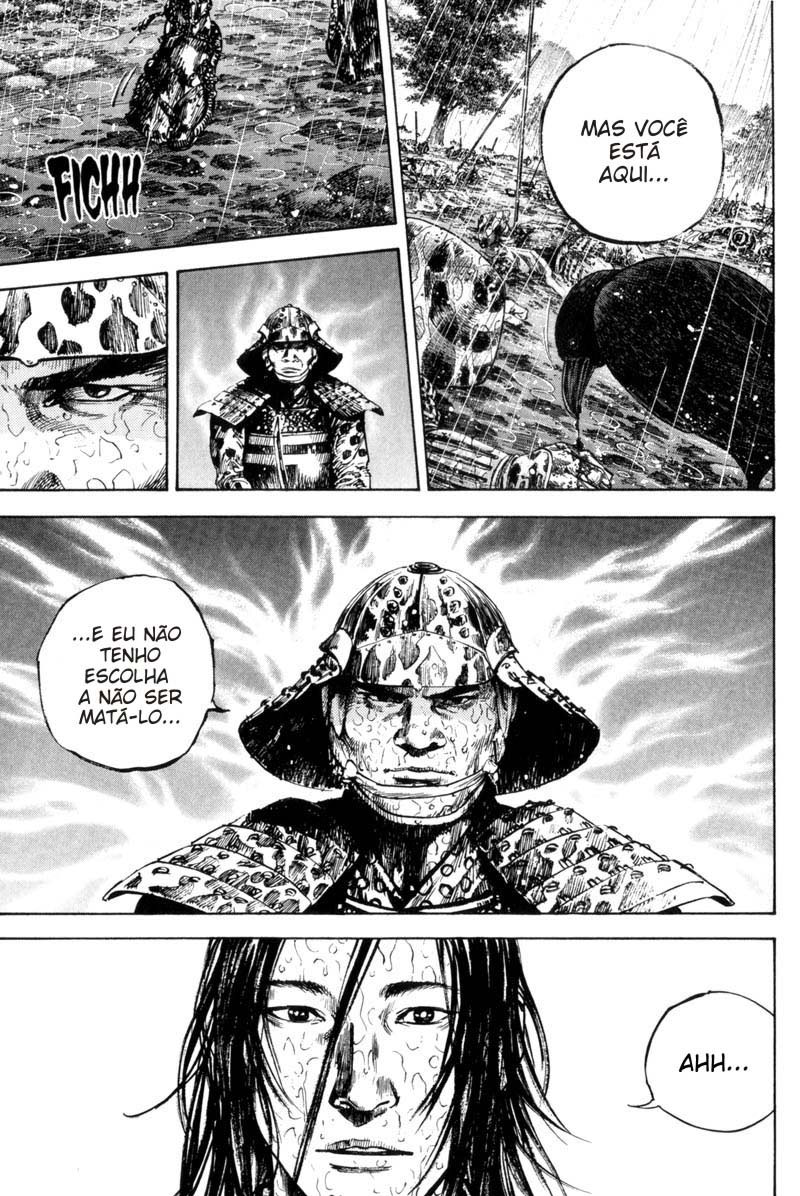 MAS VOCÊ
ESTÁ
AQUI...
FICHH
...E EU NÃO
TENHO
ESCOLHA
A NÃO SER
MATÁ-LO...
AHH...